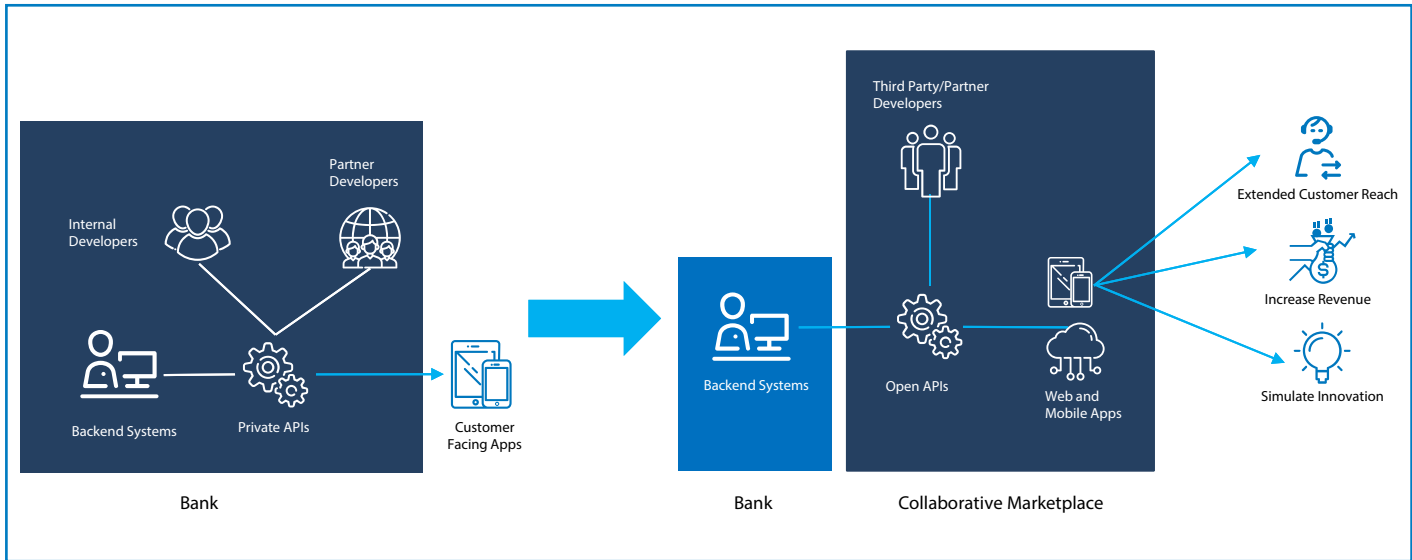 Partner
Developers
Internal
Developers
Backend Systems
Private APIs
Customer
Facing Apps
Bank
Third Party/Partner
Developers
Backend Systems
Open APIs
Web and
Mobile Apps
Bank
Collaborative Marketplace
Extended Customer Reach
$
Increase Revenue
Simulate Innovation